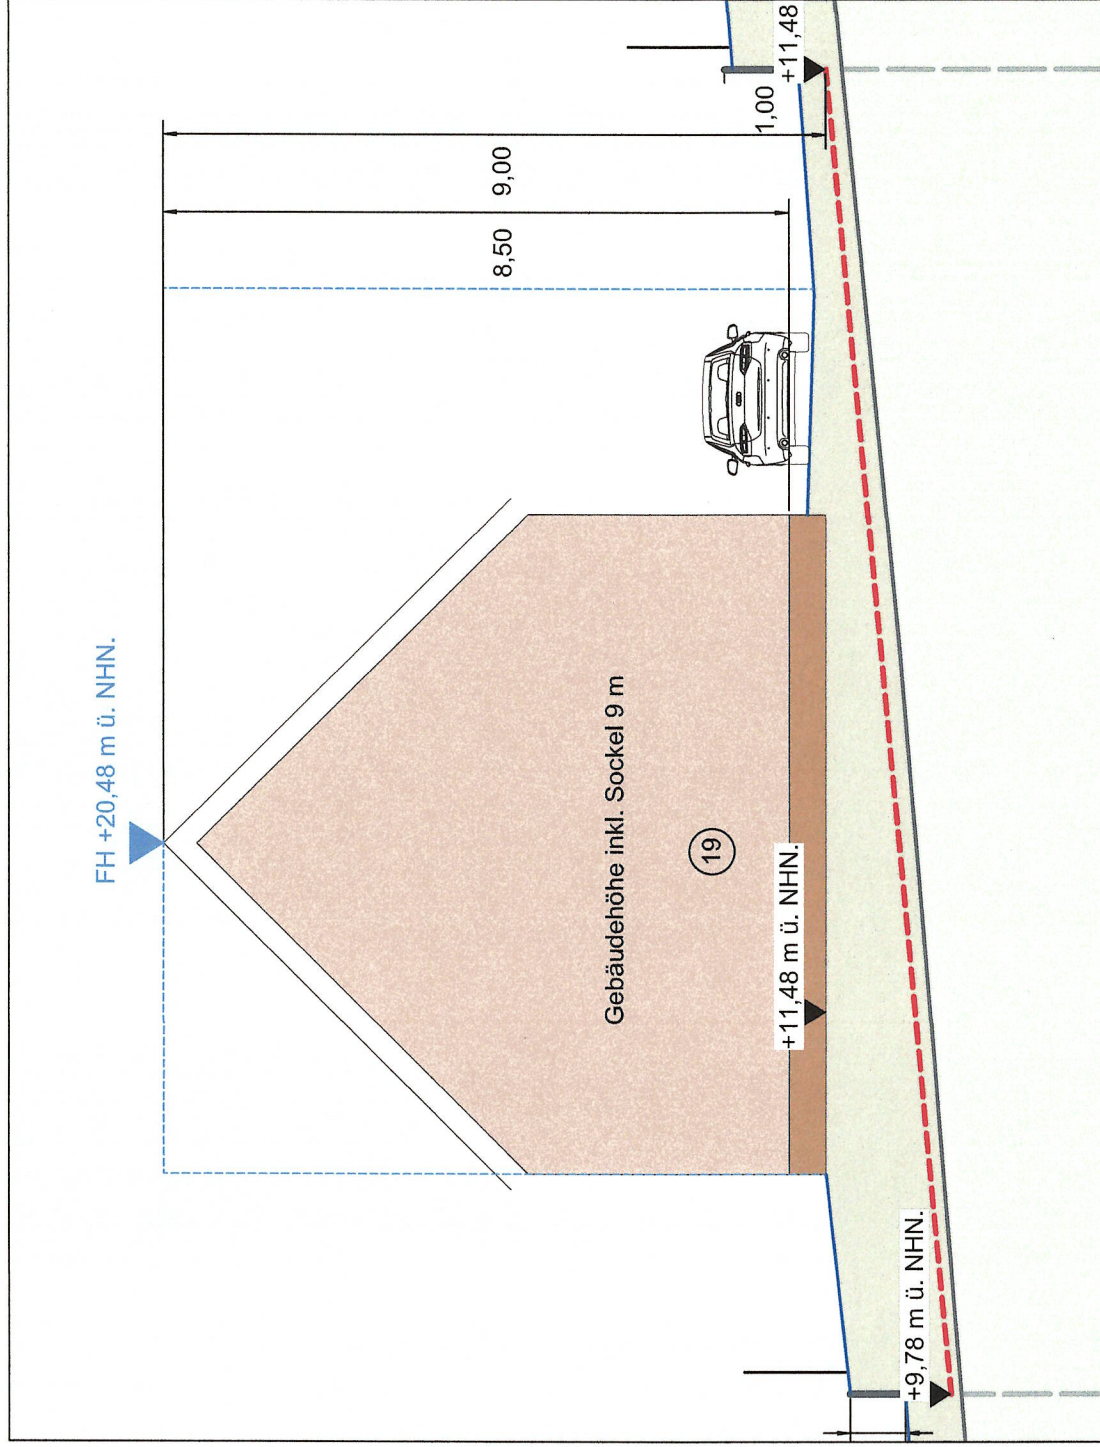 FH +20,48 m ü. NHN.
9,00
8,50
1,00
+11,48
Gebäudehöhe inkl. Sockel 9 m
19
+11,48 m ü. NHN.
+9,78 m ü. NHN.